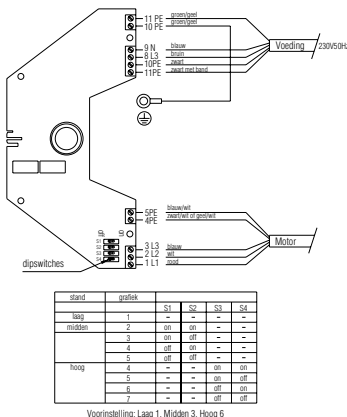 11 PE groen/geel
10 PE groen/geel
9 N blauw
8 L3 bruin
10PE zwart
11PE zwart met band
Voeding 230V50Hz
5PE blauw/wit
4PE zwart/wit of geel/wit
3 L3 blauw
2 L2 wit
1 L1 rood
Motor
S1
S2
S3
S4
dipswitches
stand grafiek
S1 S2 S3 S4
laag 1 - - - -
midden 2 on on - -
3 on off - -
4 off on - -
5 off off - -
hoog 4 - - on on
5 - - on off
6 - - off on
7 - - off off
Voorinstelling: Laag 1, Midden 3, Hoog 6